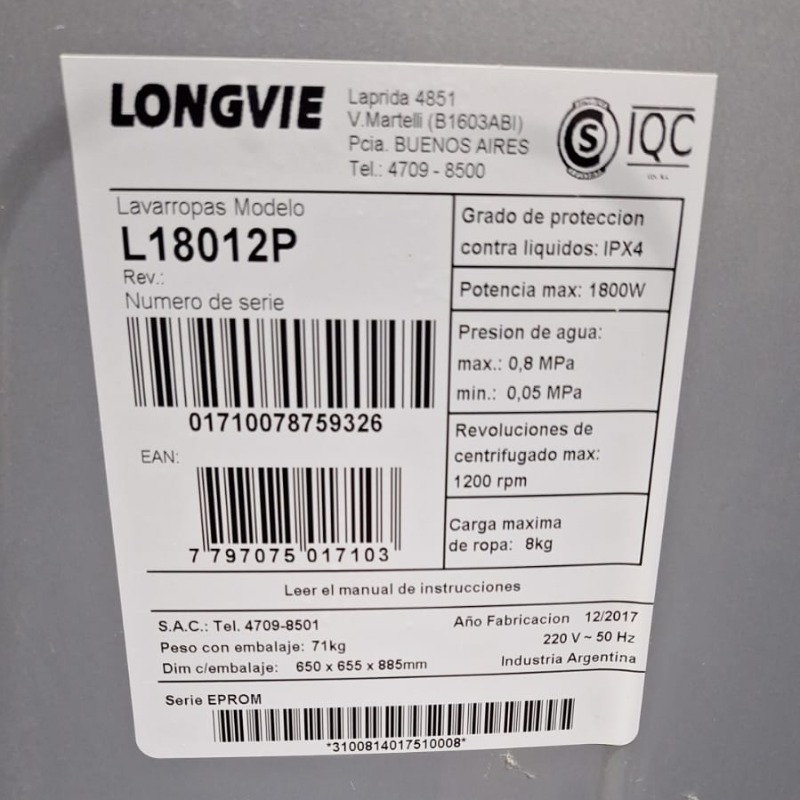 LONGVIE
Laprida 4851
V.Martelli (B1603ABI)
Pcia. BUENOS AIRES
Tel.: 4709 - 8500
S
IQC
Lavarropas Modelo
L18012P
Rev.:
Numero de serie
01710078759326
EAN:
7 797075 017103
Grado de proteccion
contra liquidos: IPX4
Potencia max: 1800W
Presion de agua:
max.: 0,8 MPa
min.: 0,05 MPa
Revoluciones de
centrifugado max:
1200 rpm
Carga maxima
de ropa: 8kg
Leer el manual de instrucciones
S.A.C.: Tel. 4709-8501
Peso con embalaje: 71kg
Dim c/embalaje: 650 x 655 x 885mm
Año Fabricacion 12/2017
220 V ~ 50 Hz
Industria Argentina
Serie EPROM
*3100814017510008*